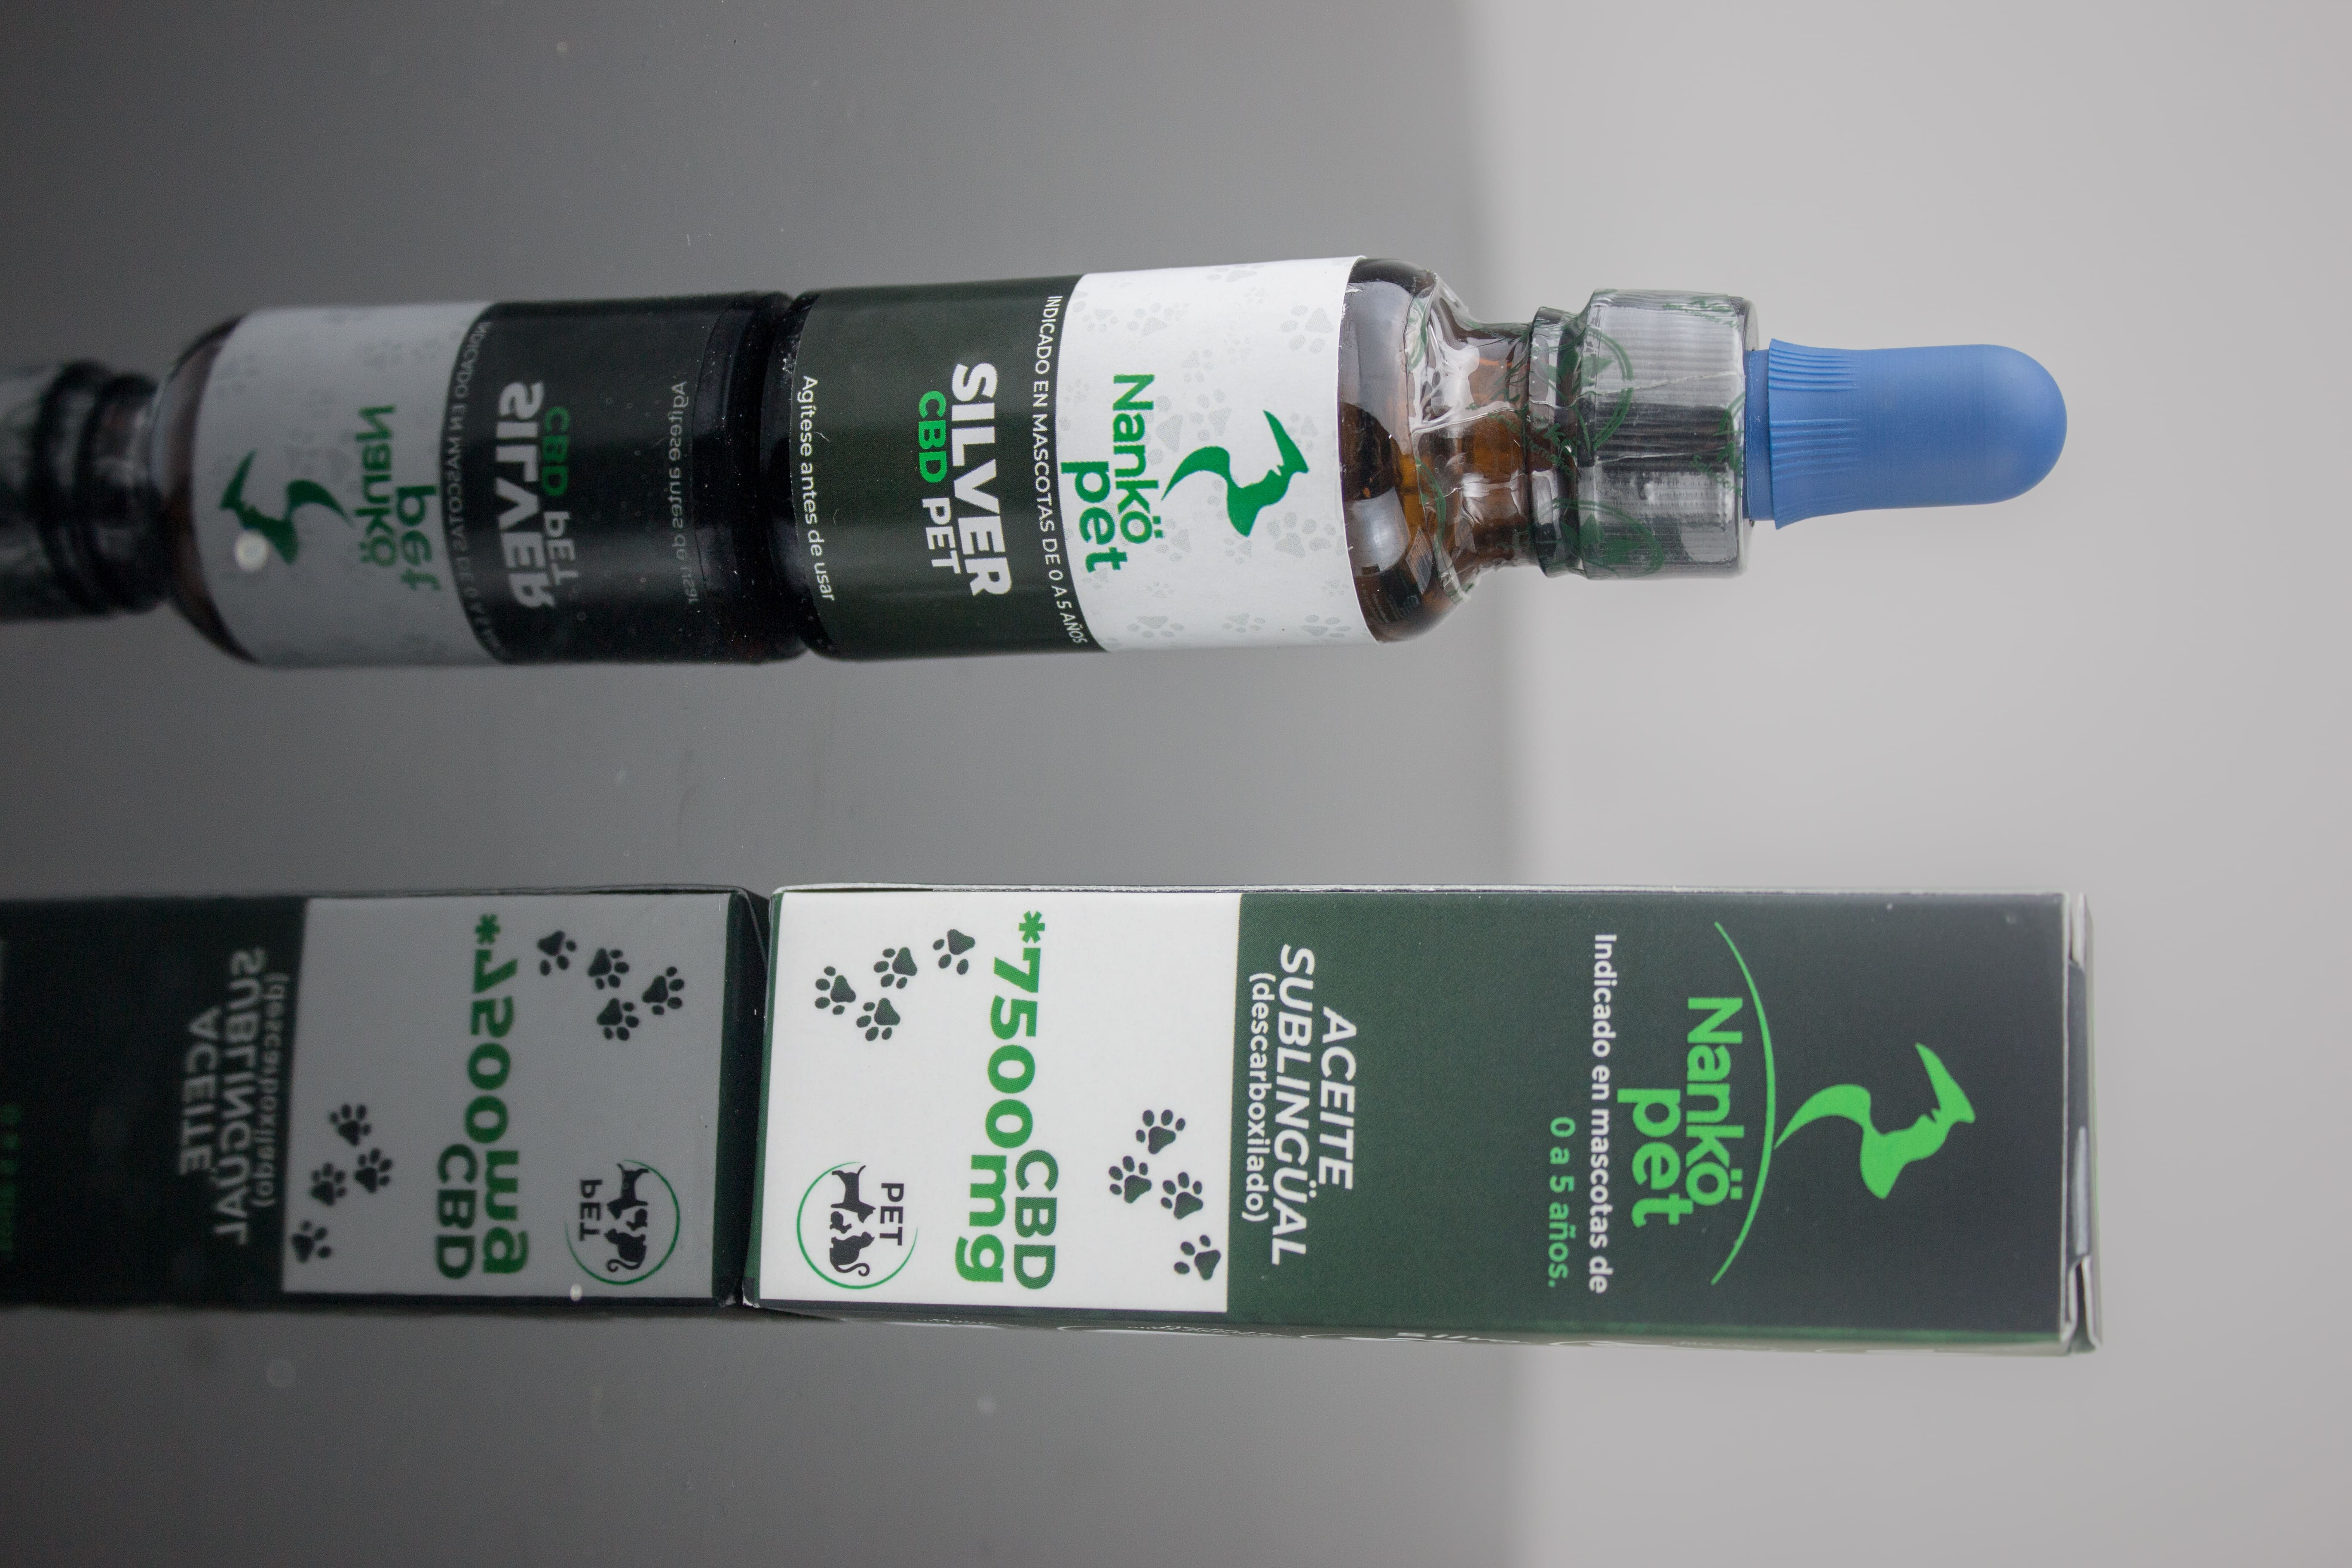 Nankö
pet
INDICADO EN MASCOTAS DE 0 A 5 AÑOS
SILVER
CBD PET
Agítese antes de usar
Nankö
pet
Indicado en mascotas de
0 a 5 años.
ACEITE
SUBLINGÜAL
(descarboxilado)
*7500 CBD
mg
PET